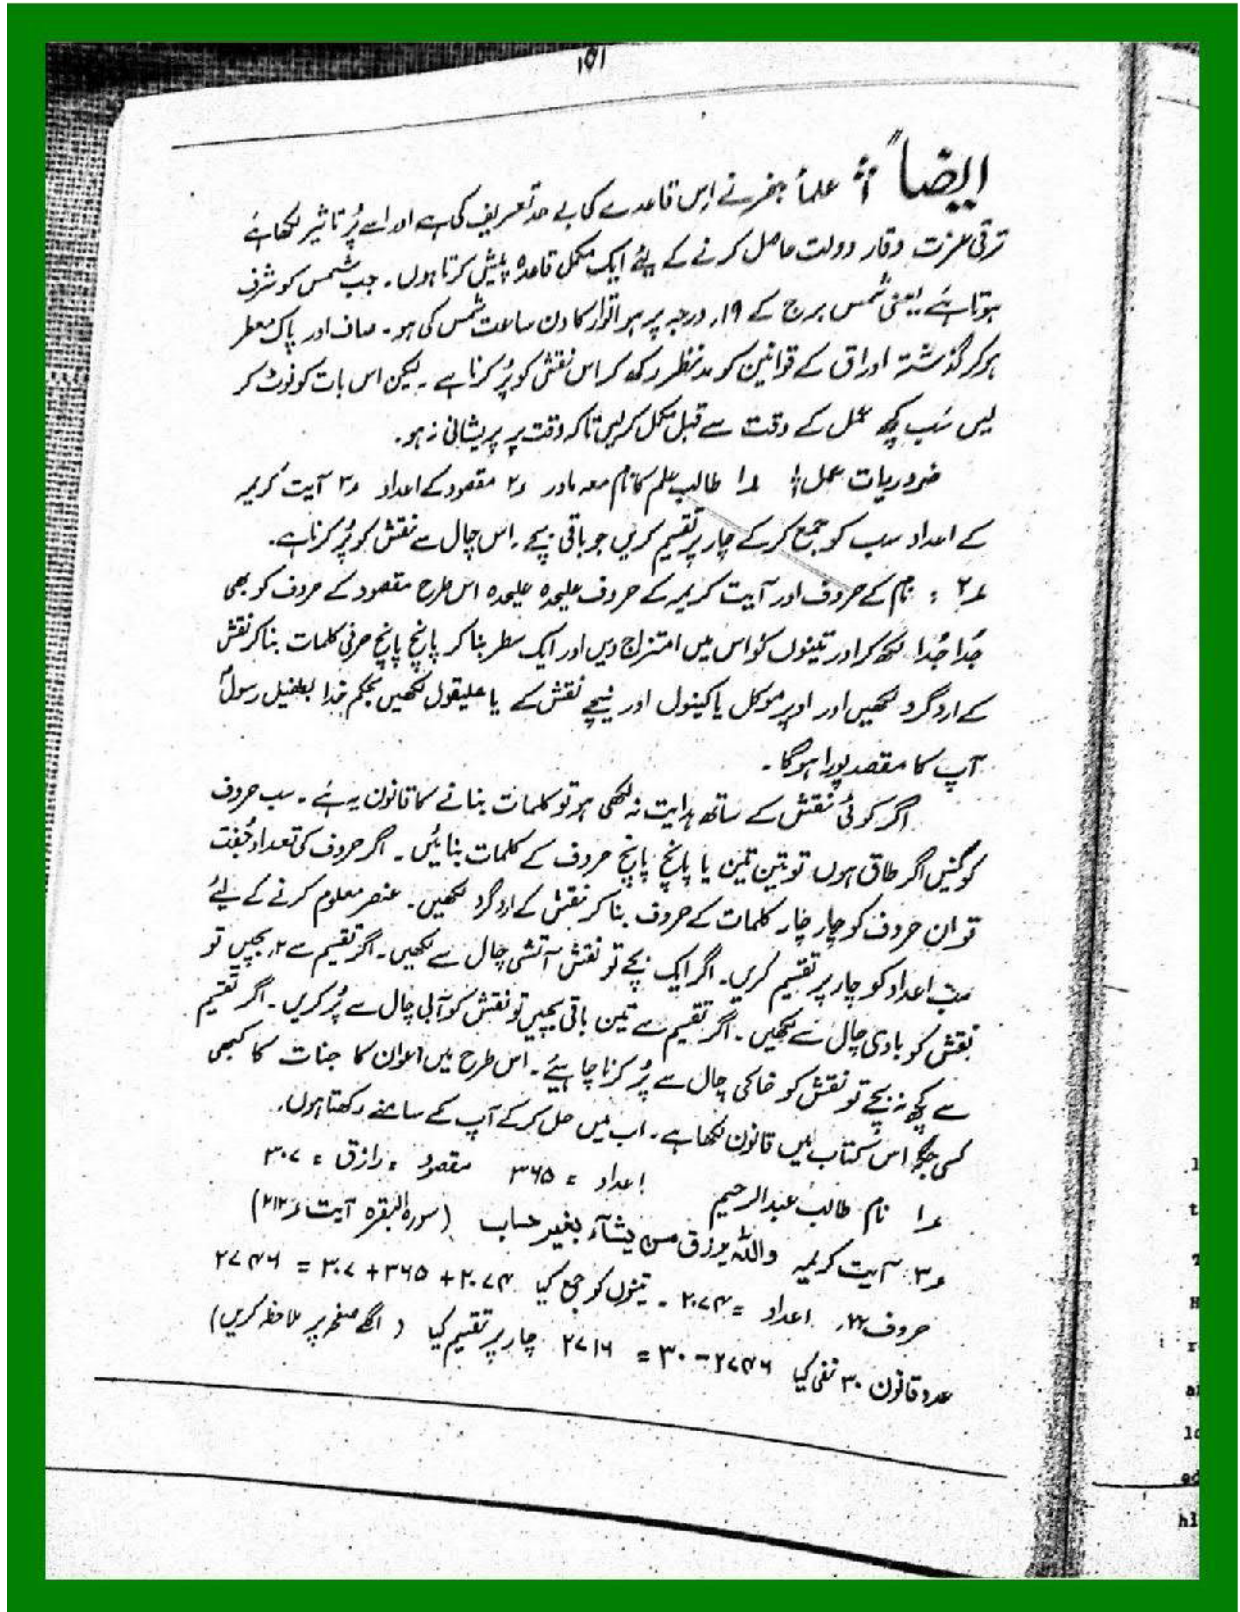 ایضاً :: علمأ جفر نے اِس قاعدے کی بے حد تعریف کی ہے اور اسے پُر تاثیر لکھا ہے
ترقی عزت وقار دولت حاصل کرنے کے لئے ایک مکمل قاعدہ پیش کرتا ہوں۔ جب شمس کو شرف
ہوتا ہے یعنی شمس برج کے ۱۹ درجہ پر ہو اتوار کا دن ساعت شمس کی ہو۔ صاف اور پاک معطر
ہو کر گذشتہ اوراق کے قوانین کو مدنظر رکھ کر اس نقش کو پُر کرنا ہے۔ لیکن اس بات کو نوٹ کر
لیں سَب کچھ عمل کے وقت سے قبل مکمل کرلیں تاکہ وقت پر پریشانی نہ ہو۔
ضروریات عمل :: ۱ طالب علم کا نام معہ مادر ۲ مقصود کے اعداد ۳ آیت کریمہ
کے اعداد سب کو جمع کر کے چار پر تقسیم کریں جو باقی بچے۔ اس چال سے نقش کو پُر کرنا ہے۔
۲ : نام کے حروف اور آیت کریمہ کے حروف علیحدہ علیحدہ اس طرح مقصود کے حروف کو بھی
جُدا جُدا لکھ کر اور تینوں کو اس میں امتزاج دیں اور ایک سطر بنا کر پانچ پانچ حرفی کلمات بنا کر نقش
کے اردگرد لکھیں اور اوپر موکل یا کینول اور نیچے نقش کے یا علیقول لکھیں بحکم خدا بطفیل رسولؐ
آپ کا مقصد پورا ہوگا۔
اگر کوئی نقش کے ساتھ ہدایت نہ لکھی ہو تو کلمات بنانے کا قانون یہ ہے۔ سب حروف
کو گنیں اگر طاق ہوں تو تین تین یا پانچ پانچ حروف کے کلمات بنائیں۔ اگر حروف کی تعداد جُفت
تو ان حروف کو چار چار کلمات کے حروف بنا کر نقش کے اردگرد لکھیں۔ عنصر معلوم کرنے کے لئے
سب اعداد کو چار پر تقسیم کریں۔ اگر ایک بچے تو نقش آتشی چال سے لکھیں۔ اگر تقسیم سے ۲ بچیں تو
نقش کو بادی چال سے لکھیں۔ اگر تقسیم سے تین باقی بچیں تو نقش کو آبی چال سے پُر کریں۔ اگر تقسیم
سے کچھ نہ بچے تو نقش کو خاکی چال سے پُر کرنا چاہیئے۔ اس طرح میں اعوان کا جنات کا کبھی
کسی جگہ اس کتاب میں قانون لکھا ہے۔ اب میں حل کر کے آپ کے سامنے رکھتا ہوں۔
۱ نام طالب عبدالرحیم اعداد = ۳۶۵ مقصود = رازق = ۳۰۷
۳: آیت کریمہ واللہ یرزق من یشآء بغیر حساب (سورۃ البقرہ آیت ۲۱۲)
حروف ۲۲، اعداد = ۲۰۷۴ ۔ تینوں کو جمع کیا ۲۰۷۴ + ۳۶۵ + ۳۰۷ = ۲۷۴۶
عدد قانون ۳۰ نفی کیا ۲۷۴۶ - ۳۰ = ۲۷۱۶ چار پر تقسیم کیا (اگلے صفحہ پر ملاحظہ کریں)